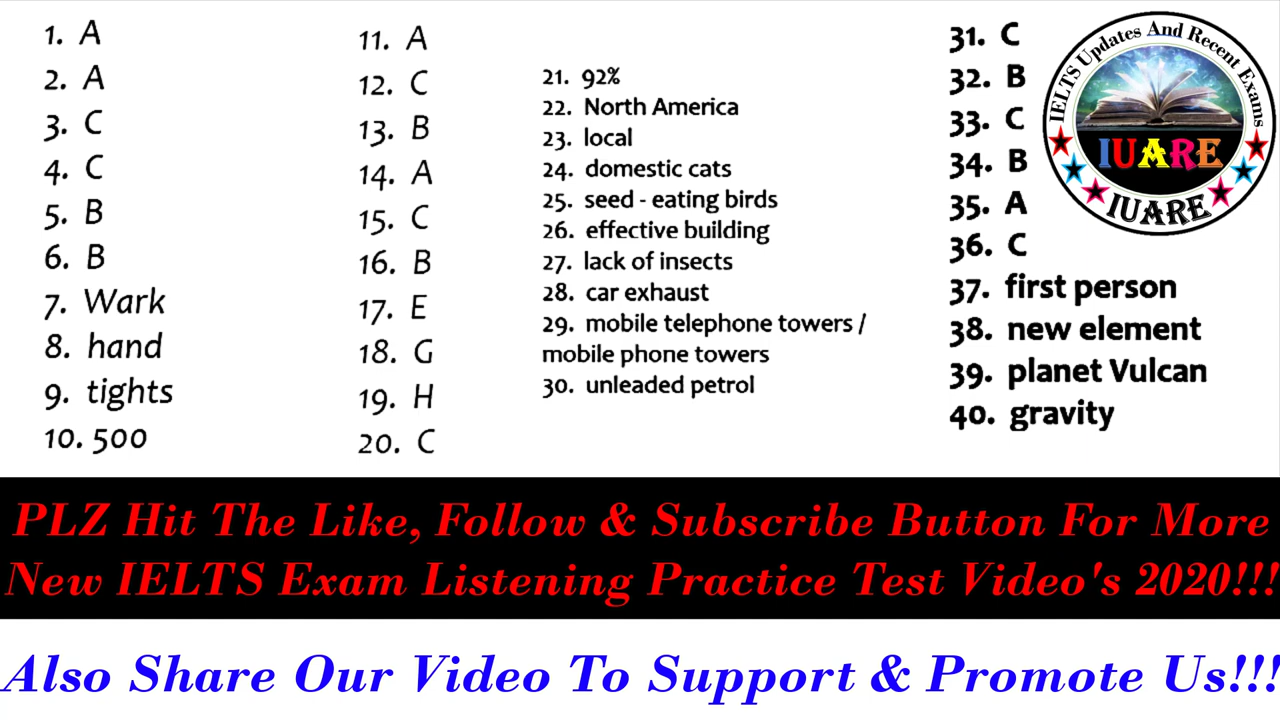 1. A
2. A
3. C
4. C
5. B
6. B
7. Wark
8. hand
9. tights
10. 500
11. A
12. C
13. B
14. A
15. C
16. B
17. E
18. G
19. H
20. C
21. 92%
22. North America
23. local
24. domestic cats
25. seed - eating birds
26. effective building
27. lack of insects
28. car exhaust
29. mobile telephone towers /
mobile phone towers
30. unleaded petrol
31. C
32. B
33. C
34. B
35. A
36. C
37. first person
38. new element
39. planet Vulcan
40. gravity
IELTS Updates And Recent Exams
IUARE
IUARE
PLZ Hit The Like, Follow & Subscribe Button For More
New IELTS Exam Listening Practice Test Video's 2020!!!
Also Share Our Video To Support & Promote Us!!!